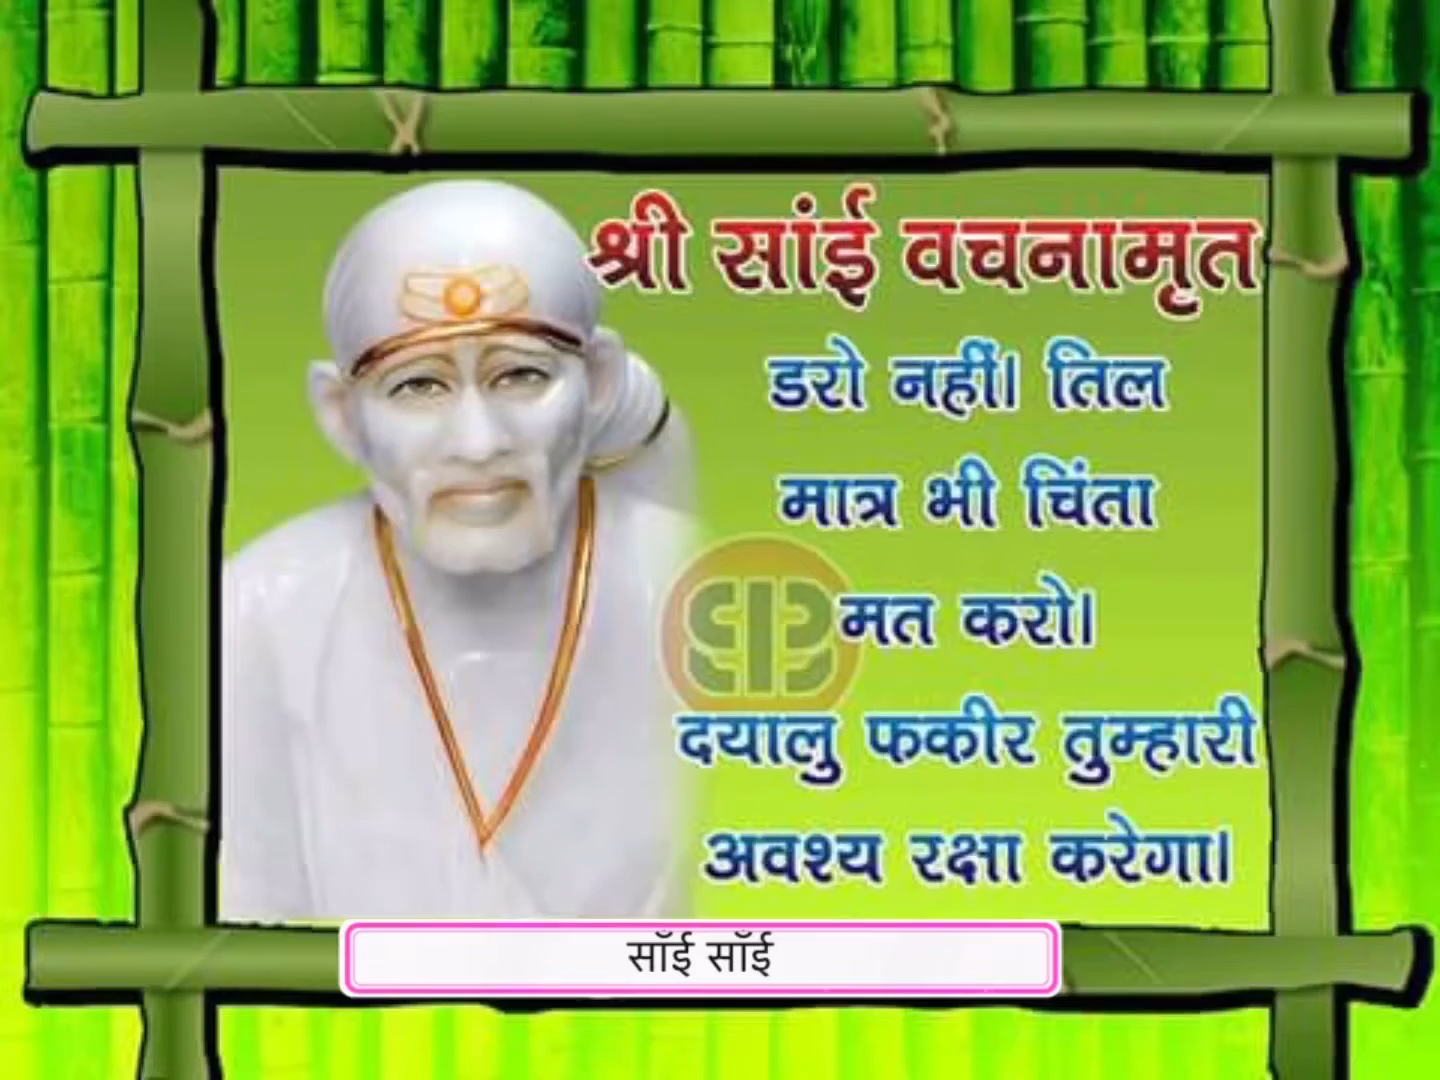 श्री सांई वचनामृत
डरो नहीं। तिल
मात्र भी चिंता
मत करो।
दयालु फकीर तुम्हारी
अवश्य रक्षा करेगा।
सॉई सॉई